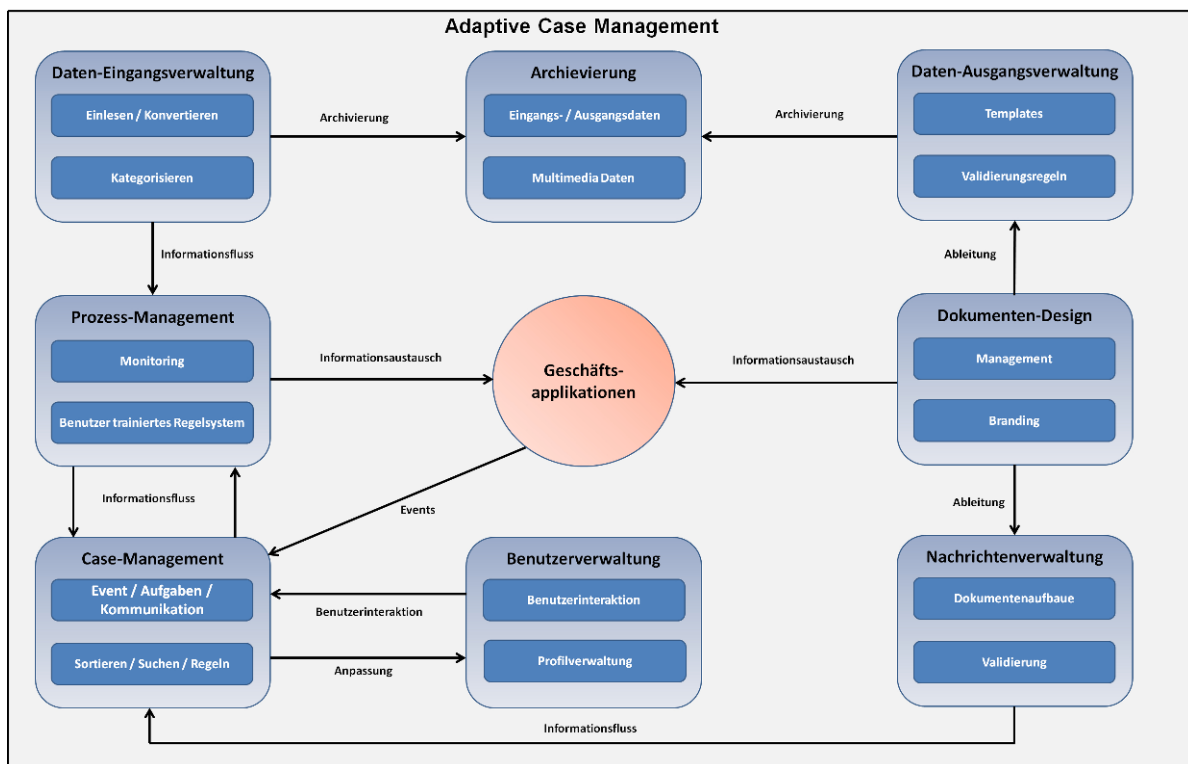 Adaptive Case Management
Daten-Eingangsverwaltung
Einlesen / Konvertieren
Kategorisieren
Archivierung
Archievierung
Eingangs- / Ausgangsdaten
Multimedia Daten
Archivierung
Daten-Ausgangsverwaltung
Templates
Validierungsregeln
Informationsfluss
Ableitung
Prozess-Management
Monitoring
Benutzer trainiertes Regelsystem
Informationsaustausch
Geschäfts-
applikationen
Informationsaustausch
Dokumenten-Design
Management
Branding
Informationsfluss
Events
Ableitung
Case-Management
Event / Aufgaben /
Kommunikation
Sortieren / Suchen / Regeln
Benutzerinteraktion
Anpassung
Benutzerverwaltung
Benutzerinteraktion
Profilverwaltung
Nachrichtenverwaltung
Dokumentenaufbaue
Validierung
Informationsfluss